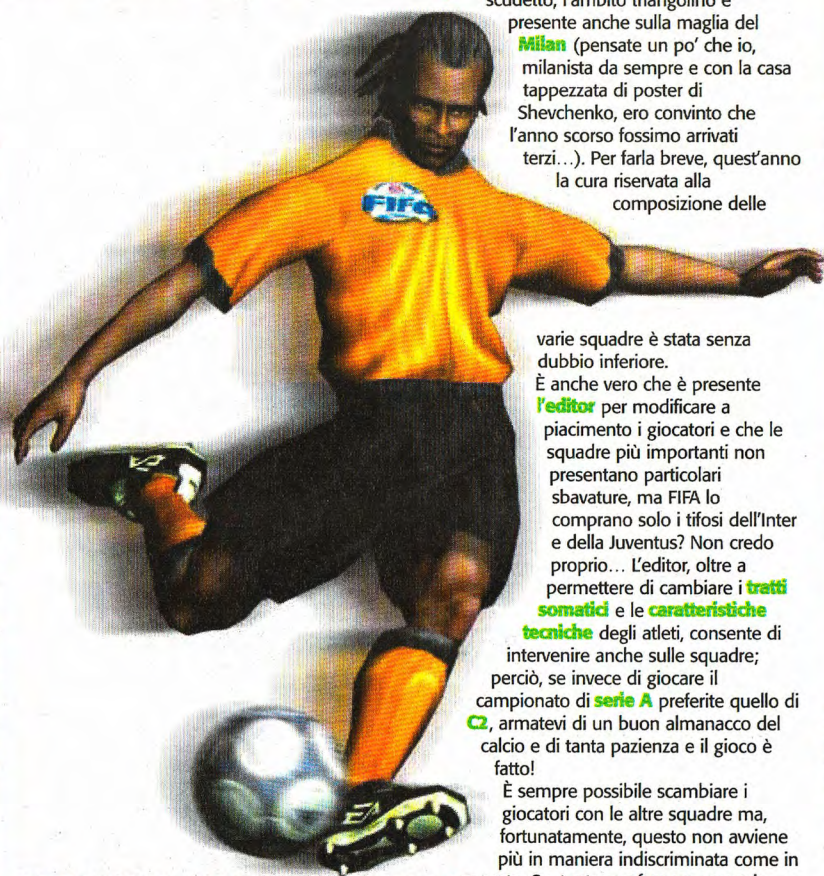 scudetto, l'ambito triangolino è
presente anche sulla maglia del
Milan (pensate un po' che io,
milanista da sempre e con la casa
tappezzata di poster di
Shevchenko, ero convinto che
l'anno scorso fossimo arrivati
terzi...). Per farla breve, quest'anno
la cura riservata alla
composizione delle
FIFA
varie squadre è stata senza
dubbio inferiore.
È anche vero che è presente
l'editor per modificare a
piacimento i giocatori e che le
squadre più importanti non
presentano particolari
sbavature, ma FIFA lo
comprano solo i tifosi dell'Inter
e della Juventus? Non credo
proprio... L'editor, oltre a
permettere di cambiare i tratti
somatici e le caratteristiche
tecniche degli atleti, consente di
intervenire anche sulle squadre;
perciò, se invece di giocare il
campionato di serie A preferite quello di
C2, armatevi di un buon almanacco del
calcio e di tanta pazienza e il gioco è
fatto!
È sempre possibile scambiare i
giocatori con le altre squadre ma,
fortunatamente, questo non avviene
più in maniera indiscriminata come in